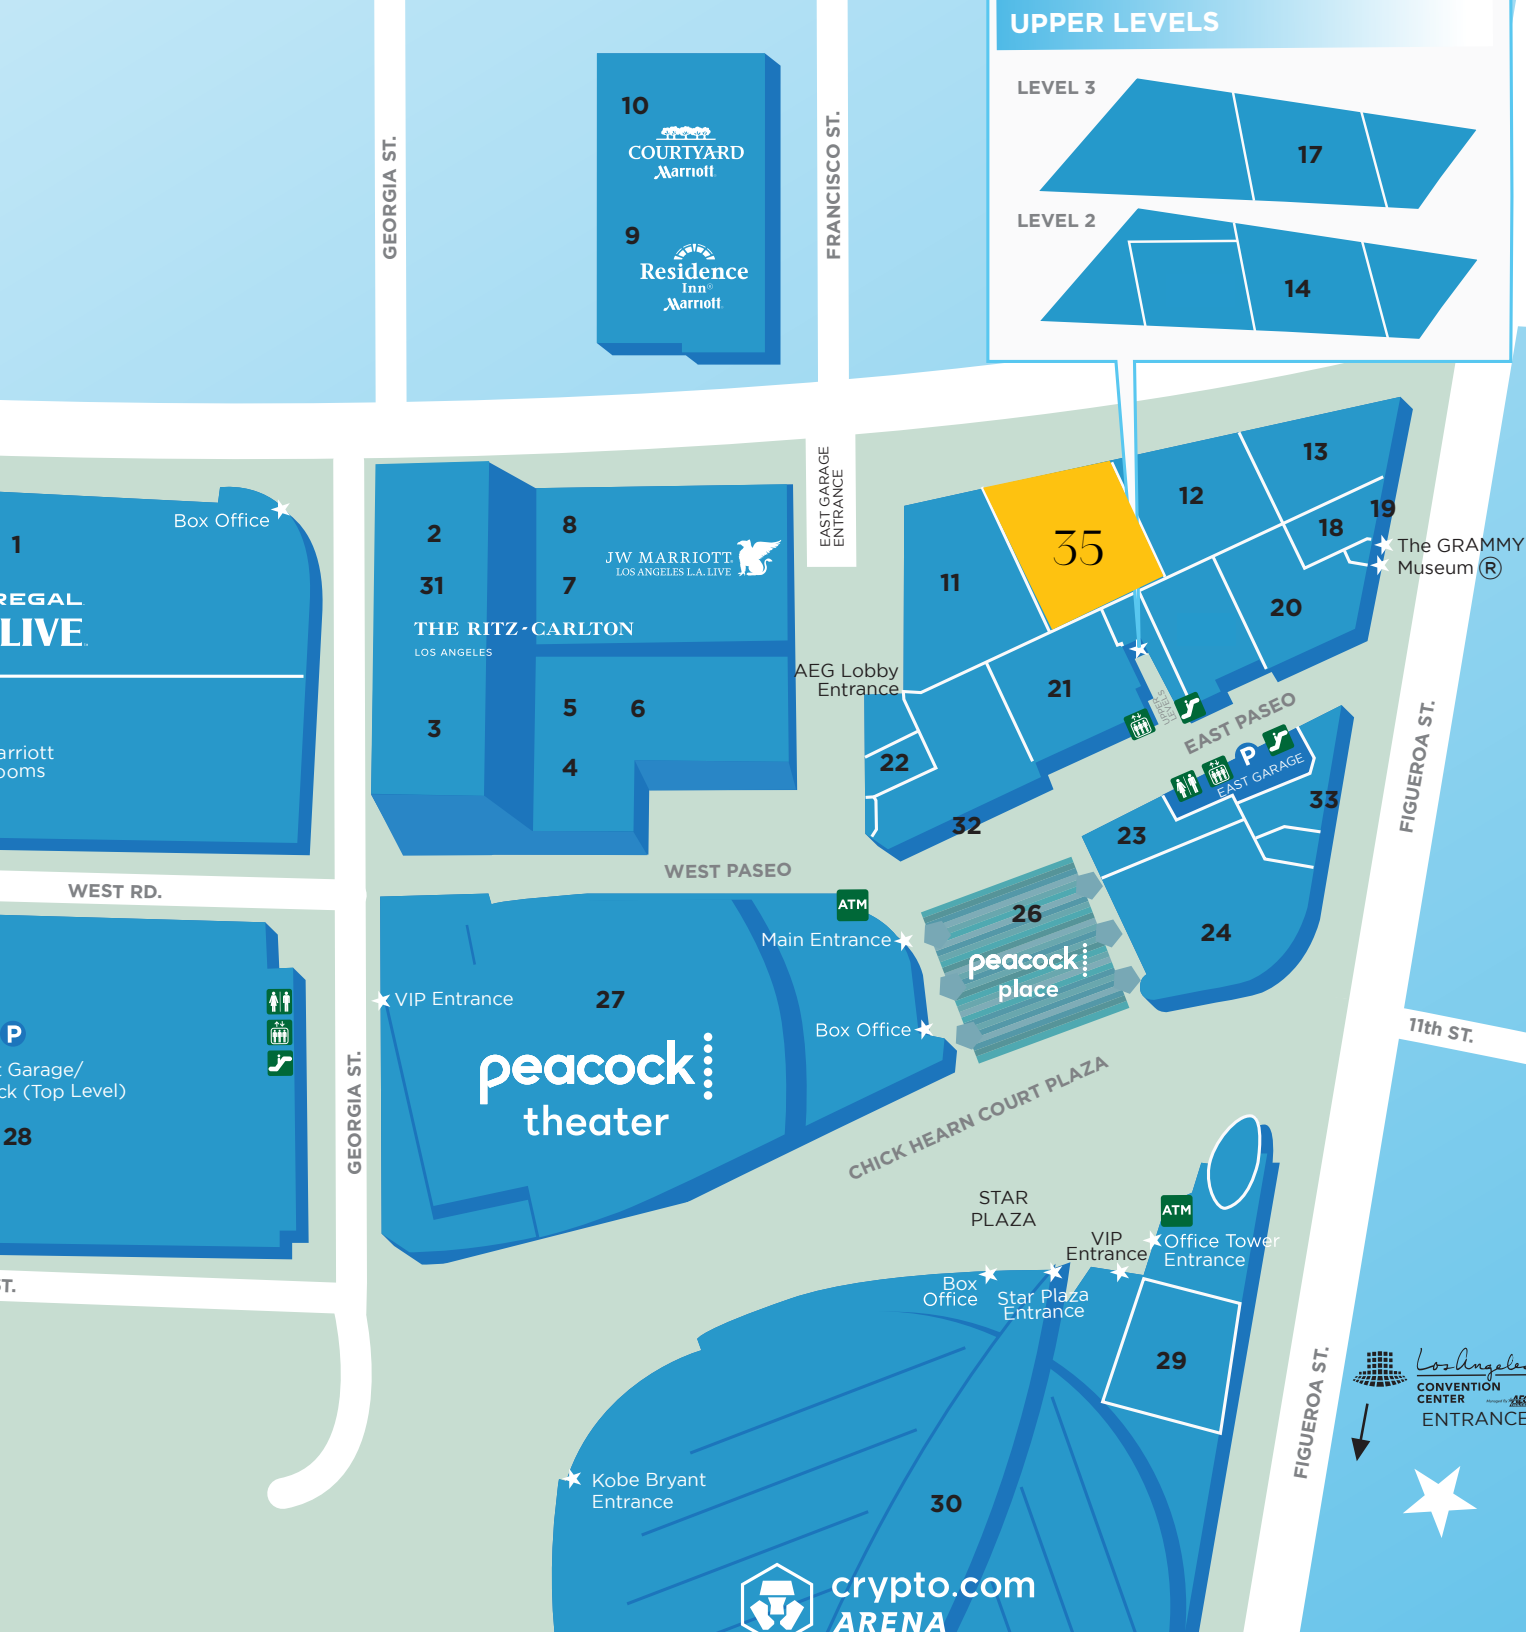 UPPER LEVELS
LEVEL 3
17
LEVEL 2
14
GEORGIA ST.
FRANCISCO ST.
10
COURTYARD
Marriott
9
Residence
Inn®
Marriott
EAST GARAGE
ENTRANCE
Box Office
1
REGAL
LIVE
arriott
ooms
2
31
3
8
JW MARRIOTT
LOS ANGELES L.A. LIVE
7
THE RITZ-CARLTON
LOS ANGELES
5
6
4
13
12
19
18
35
11
The GRAMMY
Museum ®
20
AEG Lobby
Entrance
21
22
UPPER
LEVELS
EAST PASEO
P
EAST GARAGE
33
32
23
24
FIGUEROA ST.
WEST PASEO
WEST RD.
ATM
Main Entrance
26
peacock
place
VIP Entrance
27
Box Office
peacock
theater
11th ST.
P
t Garage/
ck (Top Level)
28
GEORGIA ST.
CHICK HEARN COURT PLAZA
STAR
PLAZA
ATM
VIP
Entrance
Office Tower
Entrance
Box
Office
Star Plaza
Entrance
ST.
29
FIGUEROA ST.
Los Angeles
CONVENTION
CENTER
ENTRANCE
Kobe Bryant
Entrance
30
crypto.com
ARENA